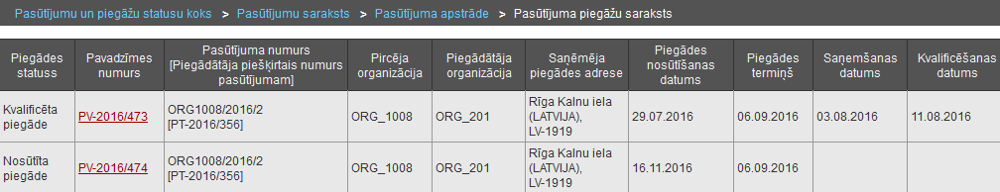 Pasūtījumu un piegāžu statusu koks > Pasūtījumu saraksts > Pasūtījuma apstrāde > Pasūtījuma piegāžu saraksts
Piegādes statuss
Pavadzīmes numurs
Pasūtījuma numurs
[Piegādātāja piešķirtais numurs pasūtījumam]
Pircēja organizācija
Piegādātāja organizācija
Saņēmēja piegādes adrese
Piegādes nosūtīšanas datums
Piegādes termiņš
Saņemšanas datums
Kvalificēšanas datums
Kvalificēta piegāde
PV-2016/473
ORG1008/2016/2
[PT-2016/356]
ORG_1008
ORG_201
Rīga Kalnu iela
(LATVIJA),
LV-1919
29.07.2016
06.09.2016
03.08.2016
11.08.2016
Nosūtīta piegāde
PV-2016/474
ORG1008/2016/2
[PT-2016/356]
ORG_1008
ORG_201
Rīga Kalnu iela
(LATVIJA),
LV-1919
16.11.2016
06.09.2016